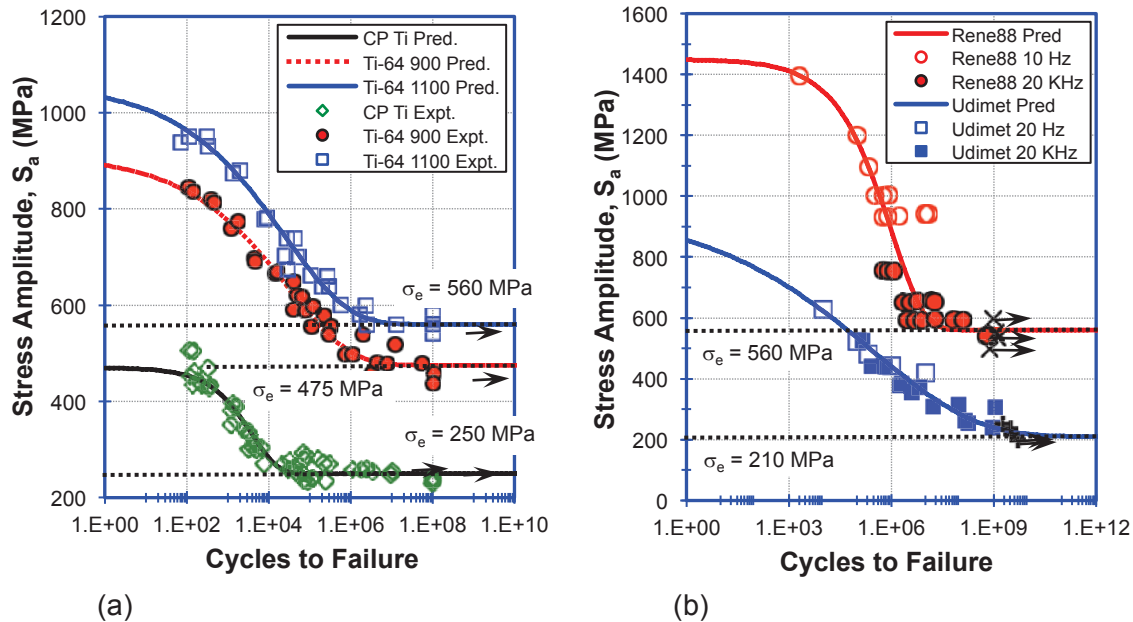 1200
1000
800
600
400
200
Stress Amplitude, Sa (MPa)
CP Ti Pred.
Ti-64 900 Pred.
Ti-64 1100 Pred.
CP Ti Expt.
Ti-64 900 Expt.
Ti-64 1100 Expt.
σe = 560 MPa
σe = 475 MPa
σe = 250 MPa
1.E+00 1.E+02 1.E+04 1.E+06 1.E+08 1.E+10
Cycles to Failure
(a)
1600
1400
1200
1000
800
600
400
200
0
Stress Amplitude, Sa (MPa)
Rene88 Pred
Rene88 10 Hz
Rene88 20 KHz
Udimet Pred
Udimet 20 Hz
Udimet 20 KHz
σe = 560 MPa
σe = 210 MPa
1.E+00 1.E+03 1.E+06 1.E+09 1.E+12
Cycles to Failure
(b)